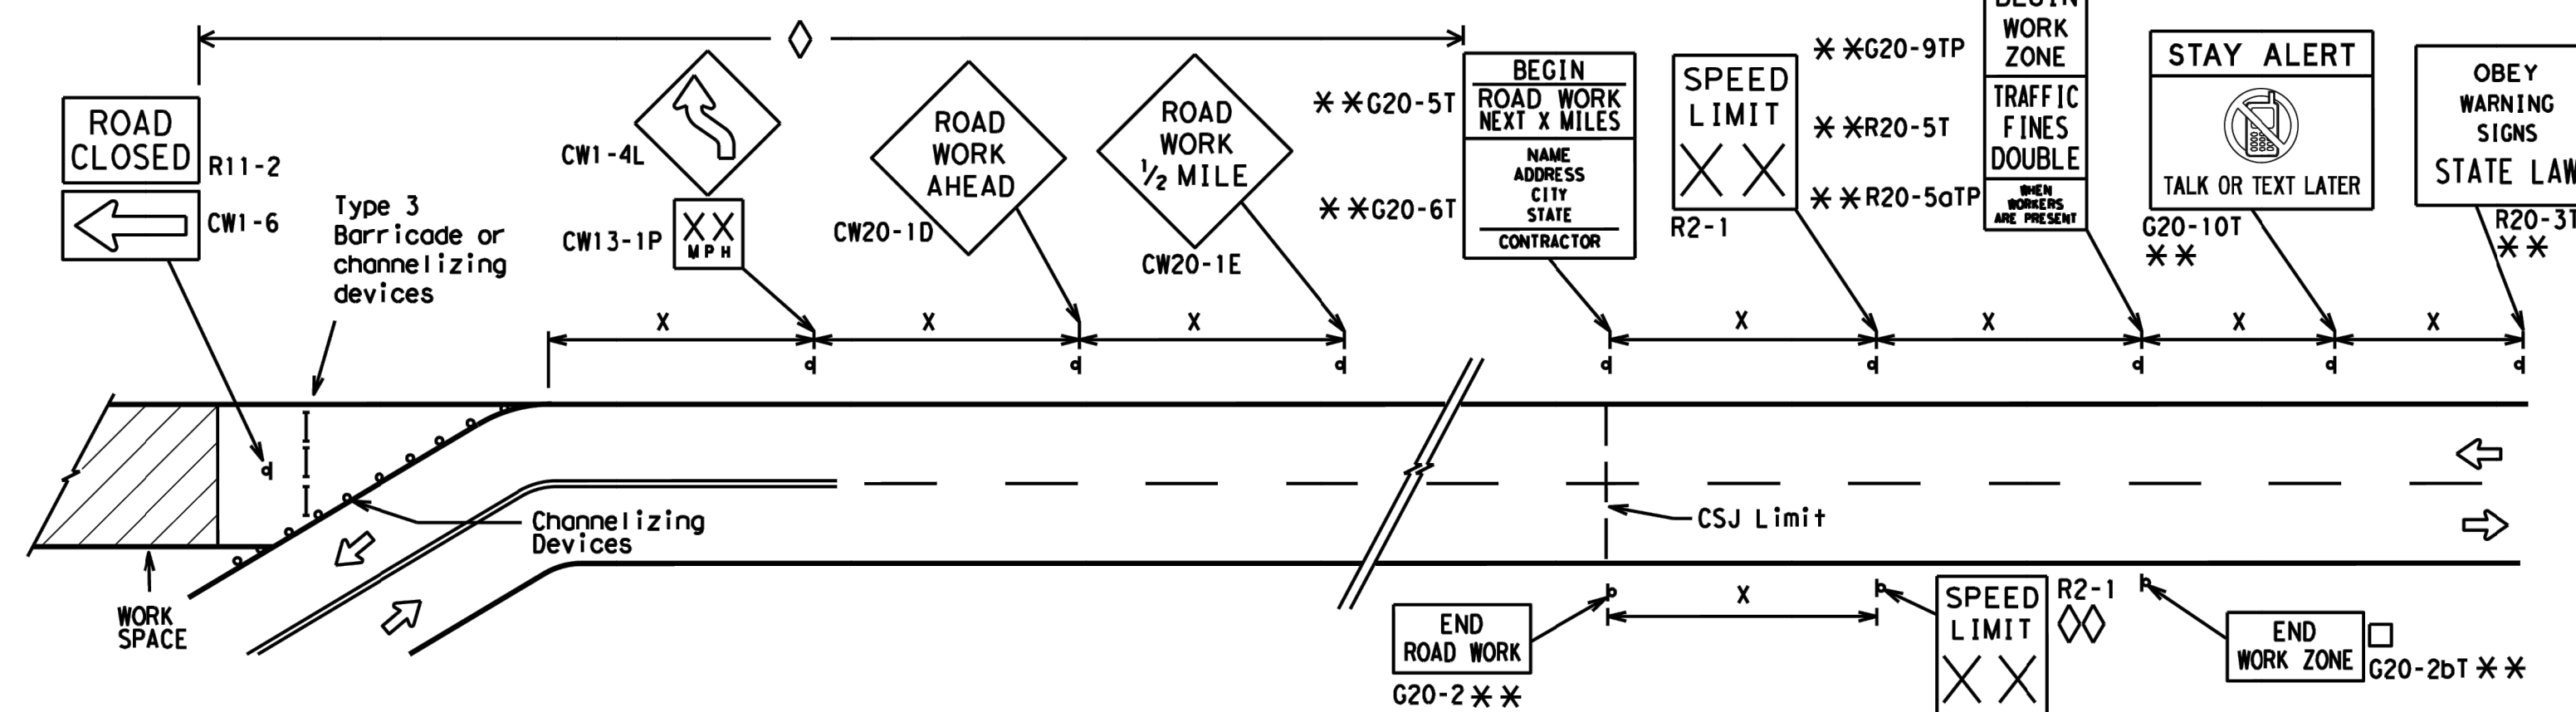 ROAD
CLOSED
R11-2
CW1-6
Type 3
Barricade or
channelizing
devices
CW1-4L
XX
MPH
CW13-1P
ROAD
WORK
AHEAD
CW20-1D
ROAD
WORK
1/2 MILE
CW20-1E
**G20-5T
BEGIN
ROAD WORK
NEXT X MILES
NAME
ADDRESS
CITY
STATE
CONTRACTOR
**G20-6T
SPEED
LIMIT
XX
R2-1
**G20-9TP
**R20-5T
**R20-5aTP
BEGIN
WORK
ZONE
TRAFFIC
FINES
DOUBLE
WHEN
WORKERS
ARE PRESENT
STAY ALERT
TALK OR TEXT LATER
G20-10T
**
OBEY
WARNING
SIGNS
STATE LAW
R20-3T
**
X
X
X
X
X
X
X
Channelizing
Devices
CSJ Limit
WORK
SPACE
END
ROAD WORK
G20-2**
X
SPEED
LIMIT
XX
R2-1
END
WORK ZONE
G20-2bT**